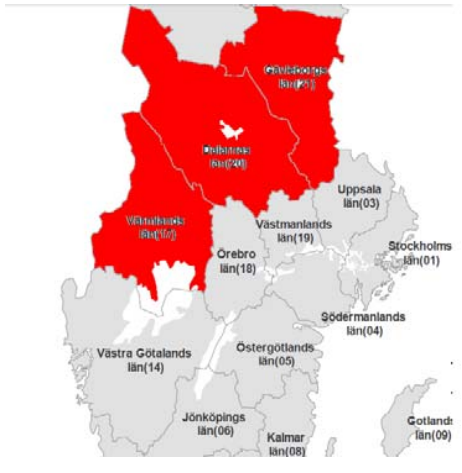 Gävleborgs
län(21)
Dalarnas
län(20)
Uppsala
län(03)
Värmlands
län(17)
Västmanlands
län(19)
Örebro
län(18)
Stockholms
län(01)
Södermanlands
län(04)
Västra Götalands
län(14)
Östergötlands
län(05)
Jönköpings
län(06)
Gotlands
län(09)
Kalmar
län(08)